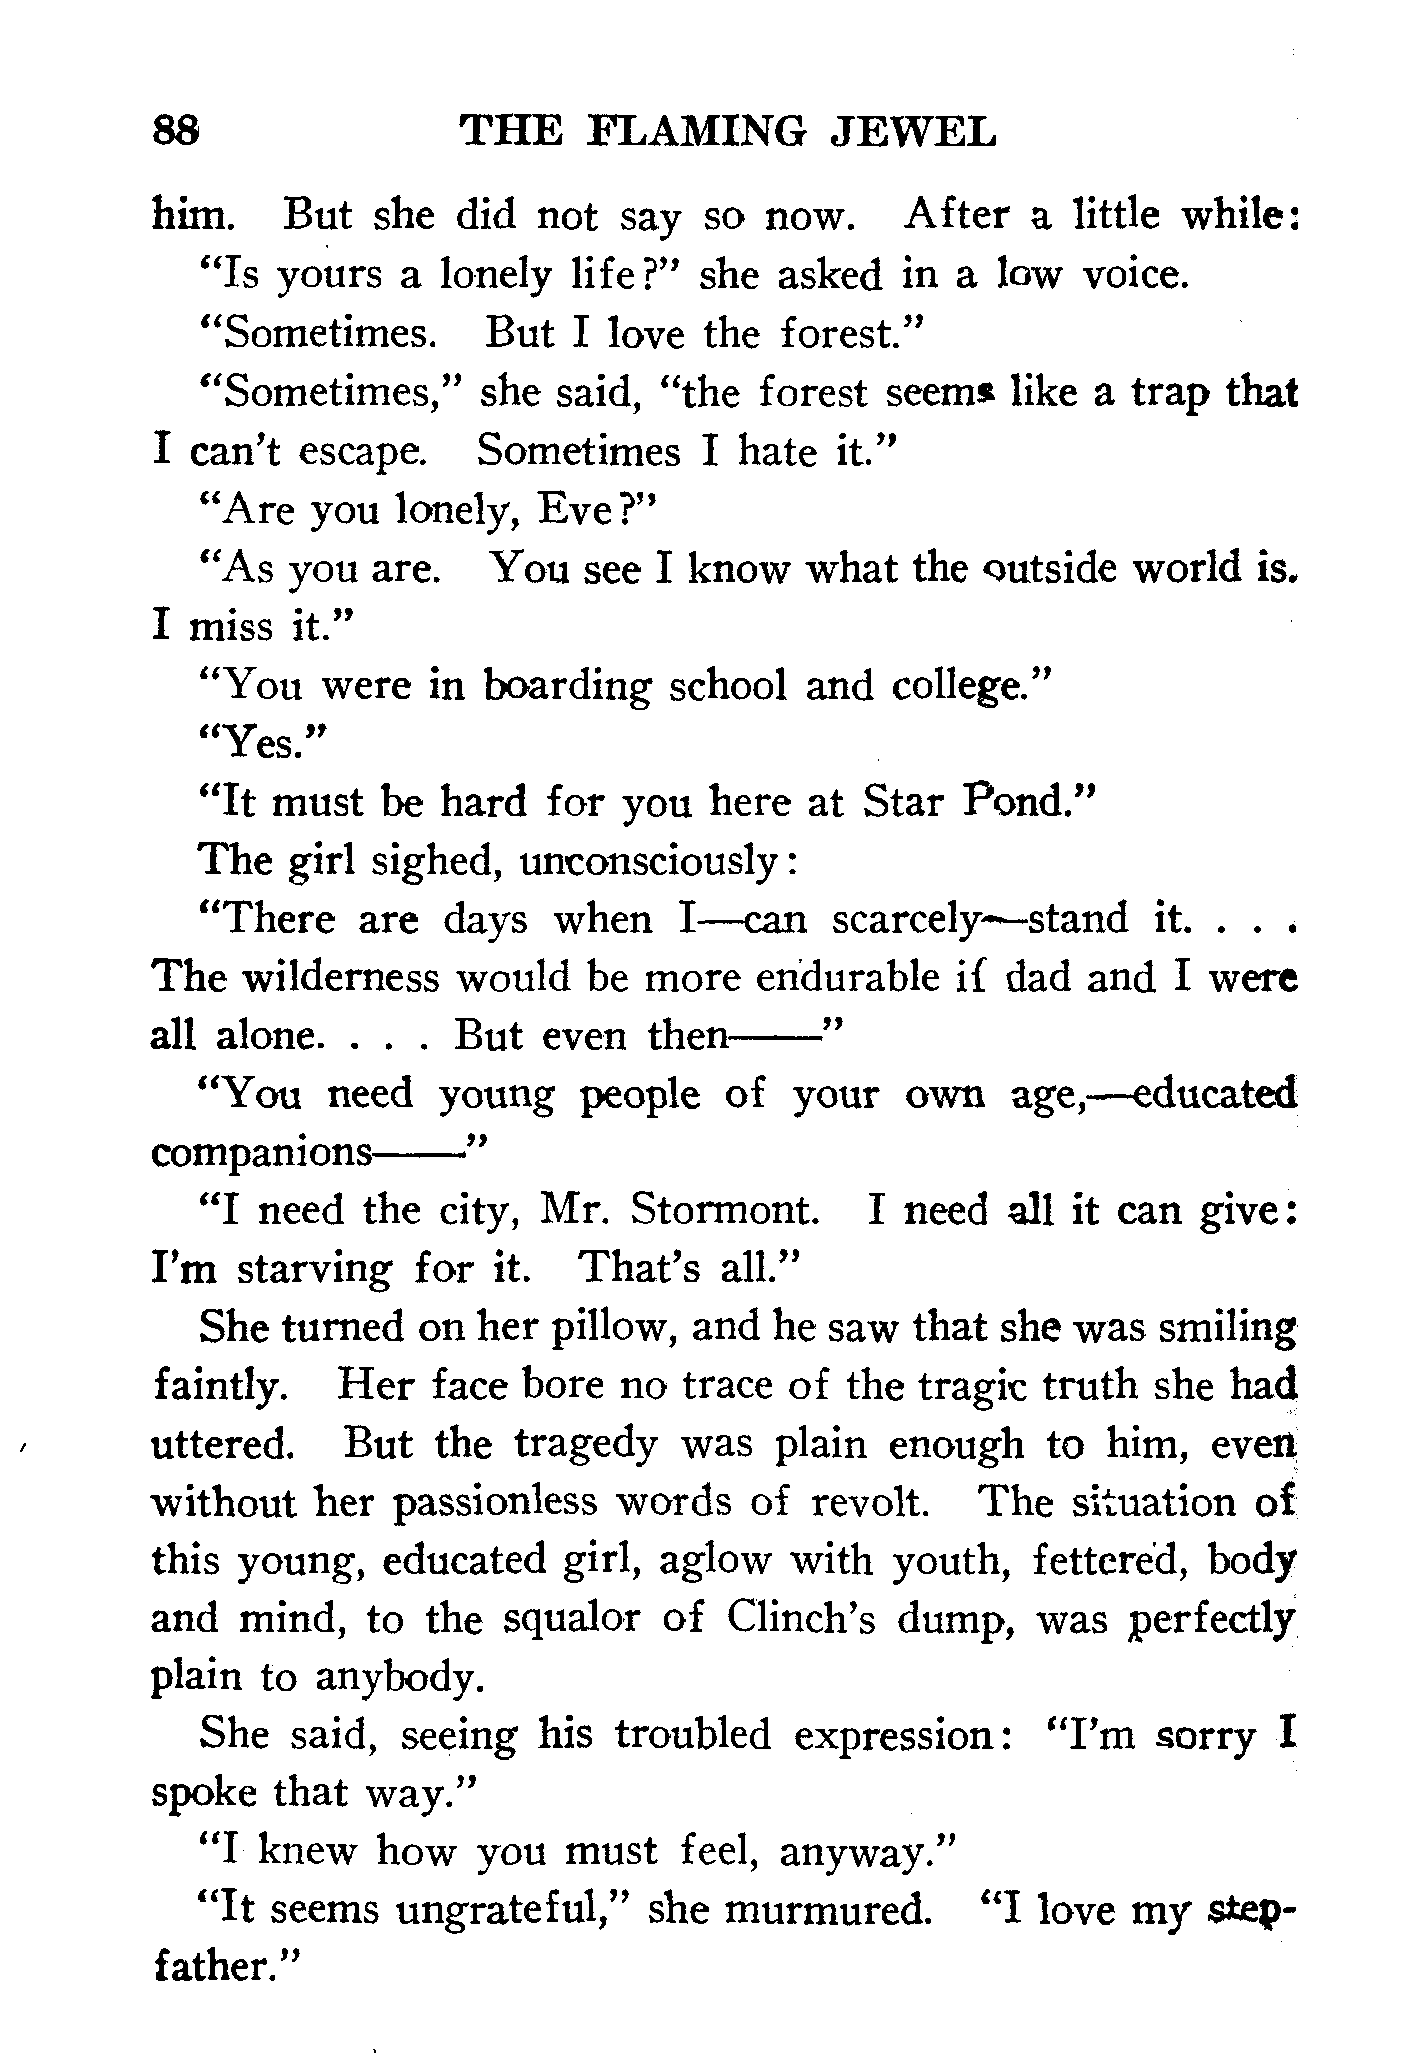 88 THE FLAMING JEWEL
him. But she did not say so now. After a little while:
“Is yours a lonely life?” she asked in a low voice.
“Sometimes. But I love the forest.”
“Sometimes,” she said, “the forest seems like a trap that
I can't escape. Sometimes I hate it.”
“Are you lonely, Eve?”
“As you are. You see I know what the outside world is.
I miss it.”
“You were in boarding school and college.”
“Yes.”
“It must be hard for you here at Star Pond.”
The girl sighed, unconsciously:
“There are days when I—can scarcely—stand it. . . .
The wilderness would be more endurable if dad and I were
all alone. . . . But even then——”
“You need young people of your own age,—educated
companions——”
“I need the city, Mr. Stormont. I need all it can give:
I'm starving for it. That's all.”
She turned on her pillow, and he saw that she was smiling
faintly. Her face bore no trace of the tragic truth she had
uttered. But the tragedy was plain enough to him, even
without her passionless words of revolt. The situation of
this young, educated girl, aglow with youth, fettered, body
and mind, to the squalor of Clinch's dump, was perfectly
plain to anybody.
She said, seeing his troubled expression: “I'm sorry I
spoke that way.”
“I knew how you must feel, anyway.”
“It seems ungrateful,” she murmured. “I love my step-
father.”